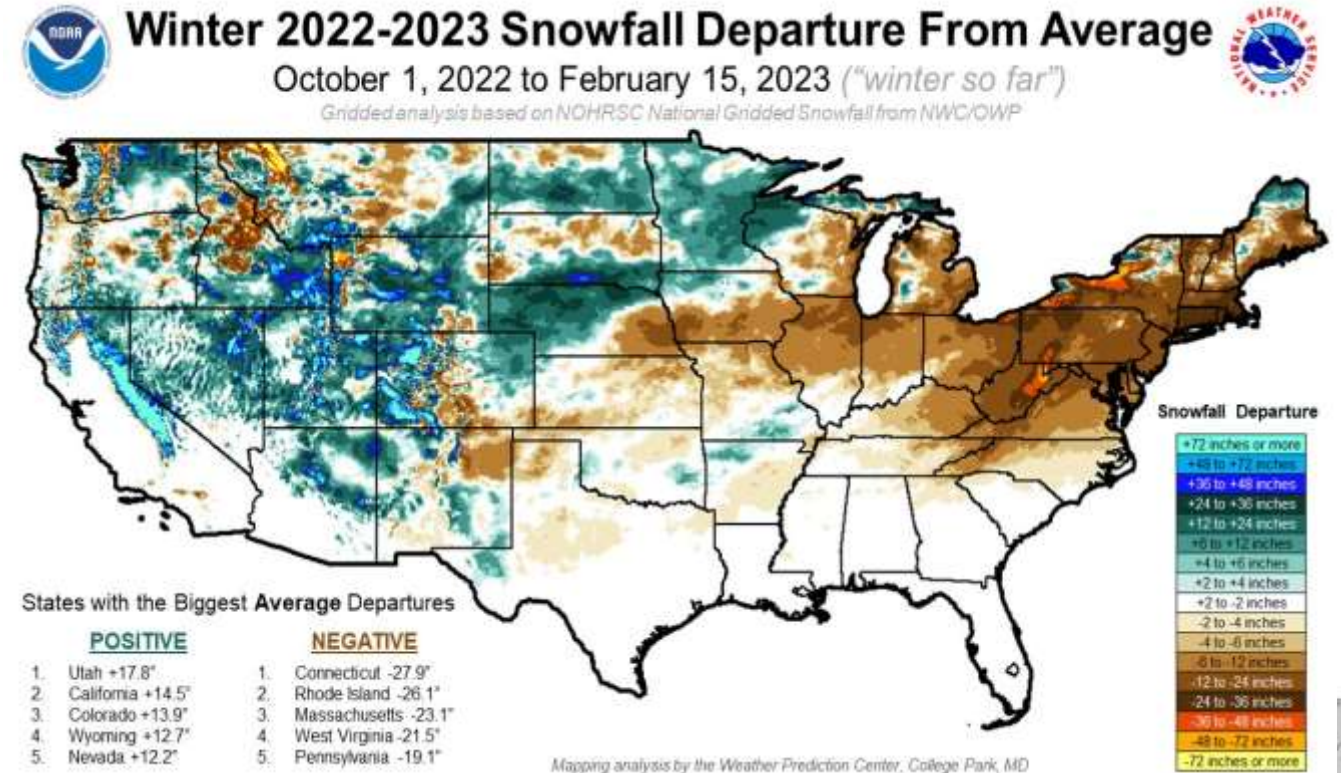 NOAA
Winter 2022-2023 Snowfall Departure From Average
NATIONAL WEATHER SERVICE
October 1, 2022 to February 15, 2023 ("winter so far")
Gridded analysis based on NOHRSC National Gridded Snowfall from NWC/OWP
Snowfall Departure
+72 inches or more
+48 to +72 inches
+36 to +48 inches
+24 to +36 inches
+12 to +24 inches
+6 to +12 inches
+4 to +6 inches
+2 to +4 inches
+2 to -2 inches
-2 to -4 inches
-4 to -6 inches
-6 to -12 inches
-12 to -24 inches
-24 to -36 inches
-36 to -48 inches
-48 to -72 inches
-72 inches or more
States with the Biggest Average Departures
POSITIVE
1. Utah +17.8"
2. California +14.5"
3. Colorado +13.9"
4. Wyoming +12.7"
5. Nevada +12.2"
NEGATIVE
1. Connecticut -27.9"
2. Rhode Island -26.1"
3. Massachusetts -23.1"
4. West Virginia -21.5"
5. Pennsylvania -19.1"
Mapping analysis by the Weather Prediction Center, College Park, MD